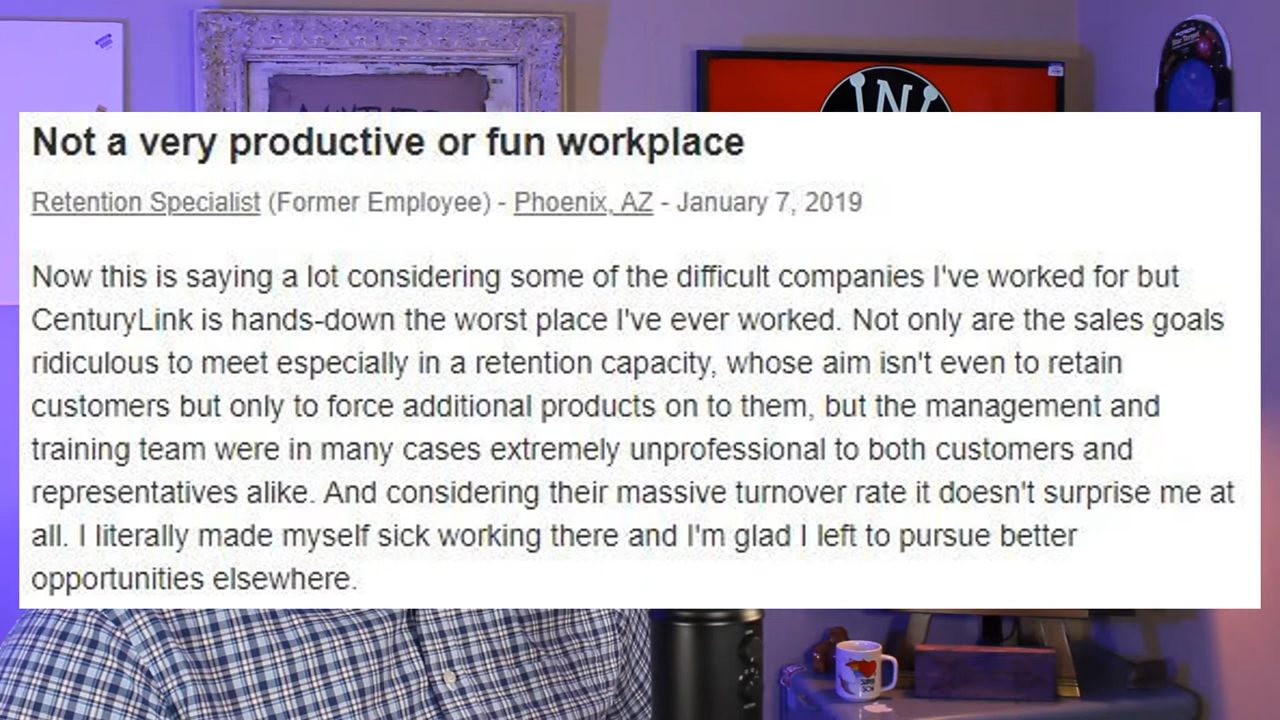 Not a very productive or fun workplace
Retention Specialist (Former Employee) - Phoenix, AZ - January 7, 2019
Now this is saying a lot considering some of the difficult companies I've worked for but
CenturyLink is hands-down the worst place I've ever worked. Not only are the sales goals
ridiculous to meet especially in a retention capacity, whose aim isn't even to retain
customers but only to force additional products on to them, but the management and
training team were in many cases extremely unprofessional to both customers and
representatives alike. And considering their massive turnover rate it doesn't surprise me at
all. I literally made myself sick working there and I'm glad I left to pursue better
opportunities elsewhere.